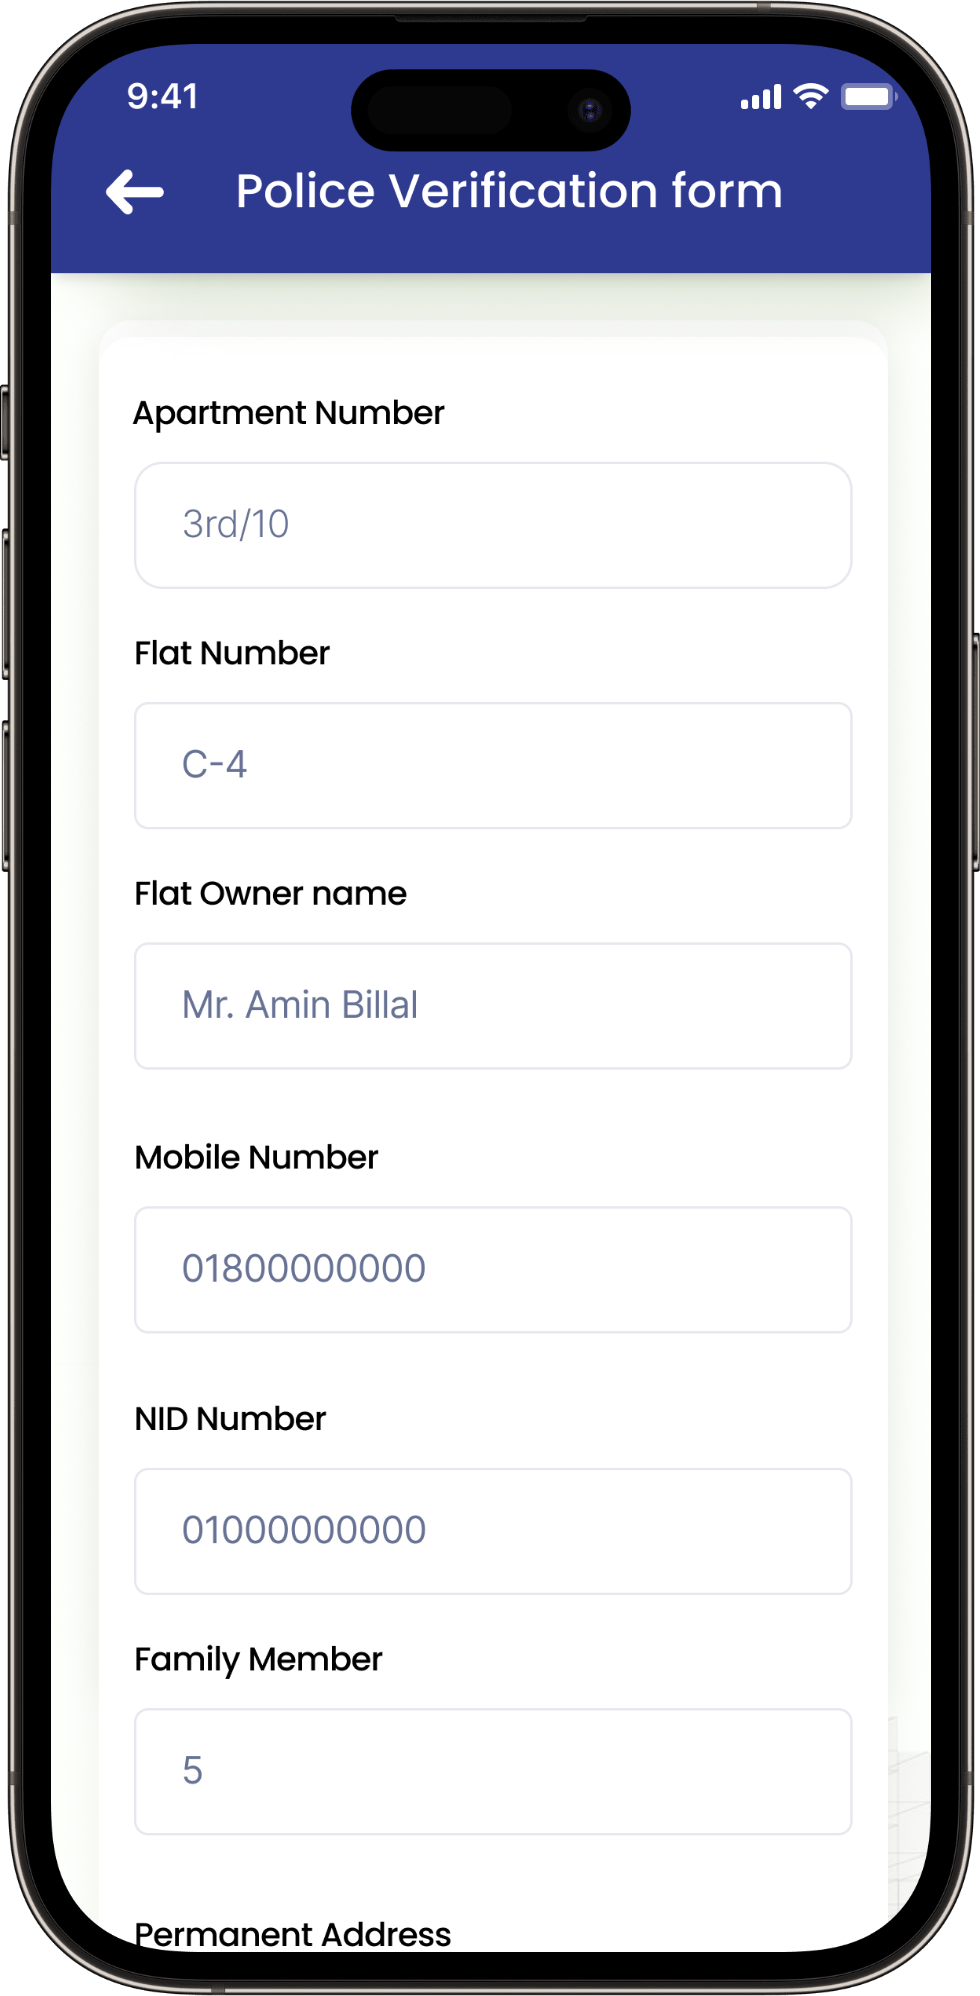 9:41
Police Verification form
Apartment Number
3rd/10
Flat Number
C-4
Flat Owner name
Mr. Amin Billal
Mobile Number
01800000000
NID Number
01000000000
Family Member
5
Permanent Address